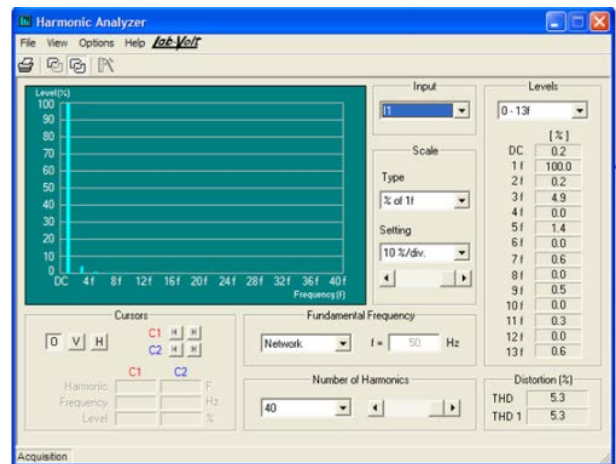 Harmonic Analyzer
File View Options Help Lab-Volt
Level(%)
100
90
80
70
60
50
40
30
20
10
0
DC 4f 8f 12f 16f 20f 24f 28f 32f 36f 40f
Frequency(f)
Input
I1
Scale
Type
% of 1f
Setting
10 %/div.
Levels
0 - 13f
[%]
DC 0.2
1f 100.0
2f 0.2
3f 4.9
4f 0.0
5f 1.4
6f 0.0
7f 0.6
8f 0.0
9f 0.5
10f 0.0
11f 0.3
12f 0.0
13f 0.6
Cursors
O V H
C1
C2
C1 C2
Harmonic F
Frequency Hz
Level %
Fundamental Frequency
Network f = 50 Hz
Number of Harmonics
40
Distortion (%)
THD 5.3
THD 1 5.3
Acquisition